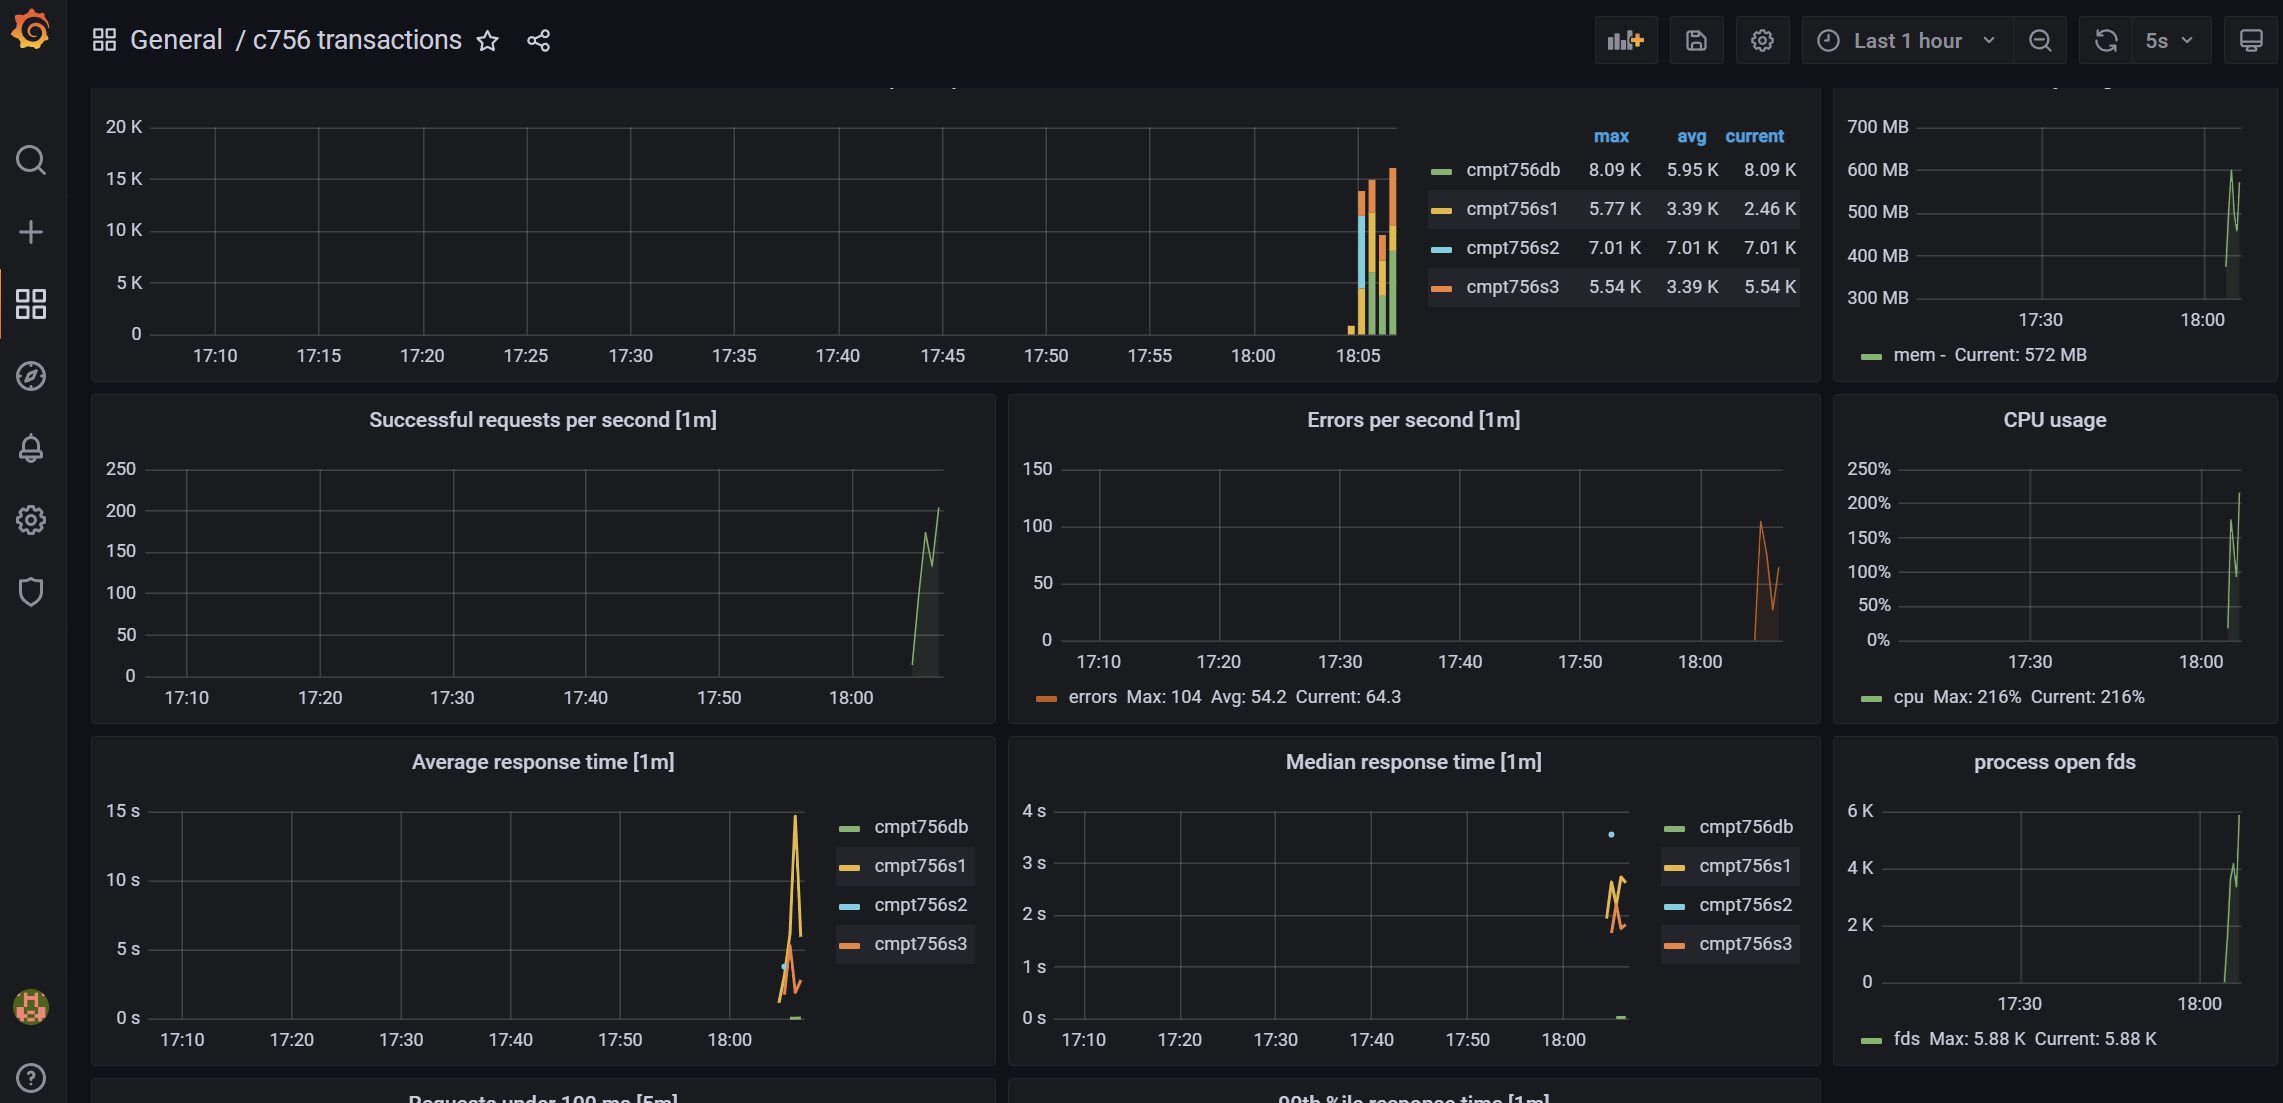 General / c756 transactions
Last 1 hour
5s
20 K
15 K
10 K
5 K
0
17:10 17:15 17:20 17:25 17:30 17:35 17:40 17:45 17:50 17:55 18:00 18:05
max avg current
cmpt756db 8.09 K 5.95 K 8.09 K
cmpt756s1 5.77 K 3.39 K 2.46 K
cmpt756s2 7.01 K 7.01 K 7.01 K
cmpt756s3 5.54 K 3.39 K 5.54 K
700 MB
600 MB
500 MB
400 MB
300 MB
17:30 18:00
mem - Current: 572 MB
Successful requests per second [1m]
250
200
150
100
50
0
17:10 17:20 17:30 17:40 17:50 18:00
Errors per second [1m]
150
100
50
0
17:10 17:20 17:30 17:40 17:50 18:00
errors Max: 104 Avg: 54.2 Current: 64.3
CPU usage
250%
200%
150%
100%
50%
0%
17:30 18:00
cpu Max: 216% Current: 216%
Average response time [1m]
15 s
10 s
5 s
0 s
17:10 17:20 17:30 17:40 17:50 18:00
cmpt756db
cmpt756s1
cmpt756s2
cmpt756s3
Median response time [1m]
4 s
3 s
2 s
1 s
0 s
17:10 17:20 17:30 17:40 17:50 18:00
cmpt756db
cmpt756s1
cmpt756s2
cmpt756s3
process open fds
6 K
4 K
2 K
0
17:30 18:00
fds Max: 5.88 K Current: 5.88 K
Requests under 100 ms [5m]
90th %ile response time [1m]